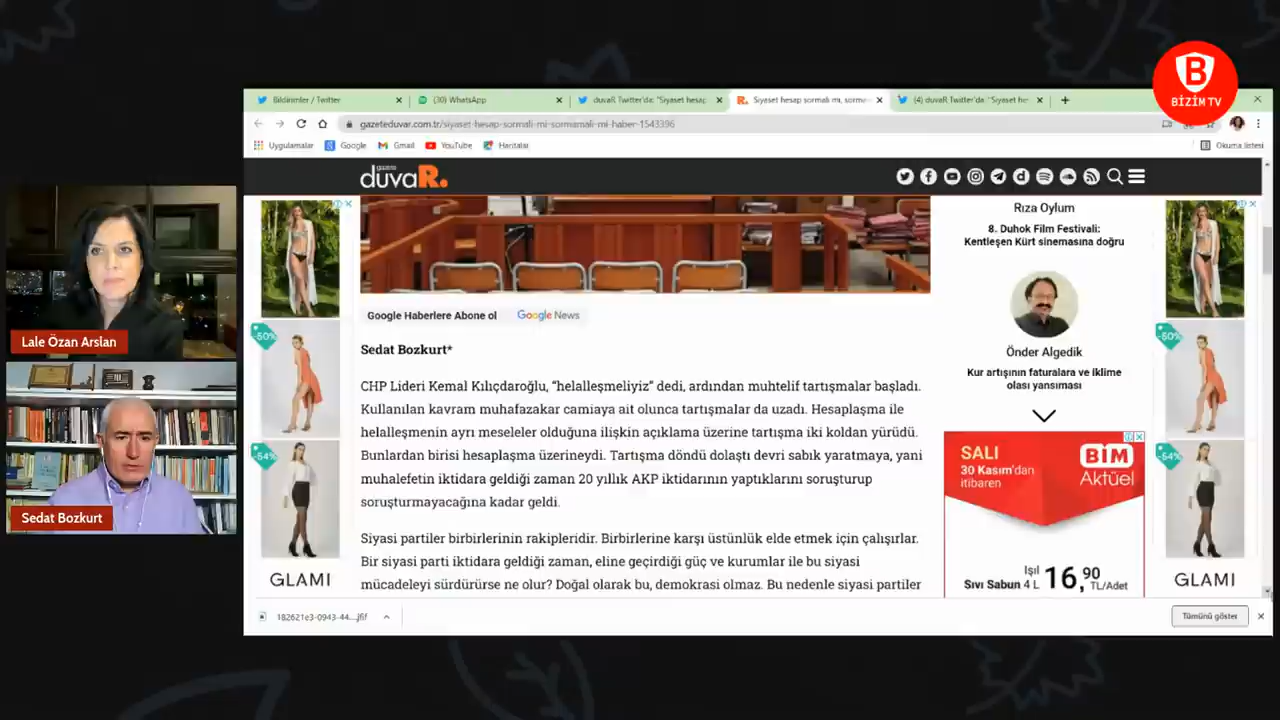 B
BİZİM TV
Bildirimler / Twitter
(30) WhatsApp
duvaR Twitter'da: "Siyaset hesap
Siyaset hesap sormalı mı, sorma
(4) duvaR Twitter'da: "Siyaset he
gazeteduvar.com.tr/siyaset-hesap-sormali-mi-sormamali-mi-haber-1543396
Uygulamalar
Google
Gmail
YouTube
Haritalar
Okuma listesi
gazete
duvaR.
Rıza Oylum
8. Duhok Film Festivali:
Kentleşen Kürt sinemasına doğru
Önder Algedik
Kur artışının faturalara ve iklime
olası yansıması
Google Haberlere Abone ol
Google News
Sedat Bozkurt*
CHP Lideri Kemal Kılıçdaroğlu, “helalleşmeliyiz” dedi, ardından muhtelif tartışmalar başladı.
Kullanılan kavram muhafazakar camiaya ait olunca tartışmalar da uzadı. Hesaplaşma ile
helalleşmenin ayrı meseleler olduğuna ilişkin açıklama üzerine tartışma iki koldan yürüdü.
Bunlardan birisi hesaplaşma üzerineydi. Tartışma döndü dolaştı devri sabık yaratmaya, yani
muhalefetin iktidara geldiği zaman 20 yıllık AKP iktidarının yaptıklarını soruşturup
soruşturmayacağına kadar geldi.
Siyasi partiler birbirlerinin rakipleridir. Birbirlerine karşı üstünlük elde etmek için çalışırlar.
Bir siyasi parti iktidara geldiği zaman, eline geçirdiği güç ve kurumlar ile bu siyasi
mücadeleyi sürdürürse ne olur? Doğal olarak bu, demokrasi olmaz. Bu nedenle siyasi partiler
-50%
-54%
GLAMI
SALI
30 Kasım'dan
itibaren
BİM
Aktüel
Işıl
Sıvı Sabun 4 L
16,90
TL/Adet
-50%
-54%
GLAMI
Lale Özan Arslan
Sedat Bozkurt
182621e3-0943-44....jfif
Tümünü göster